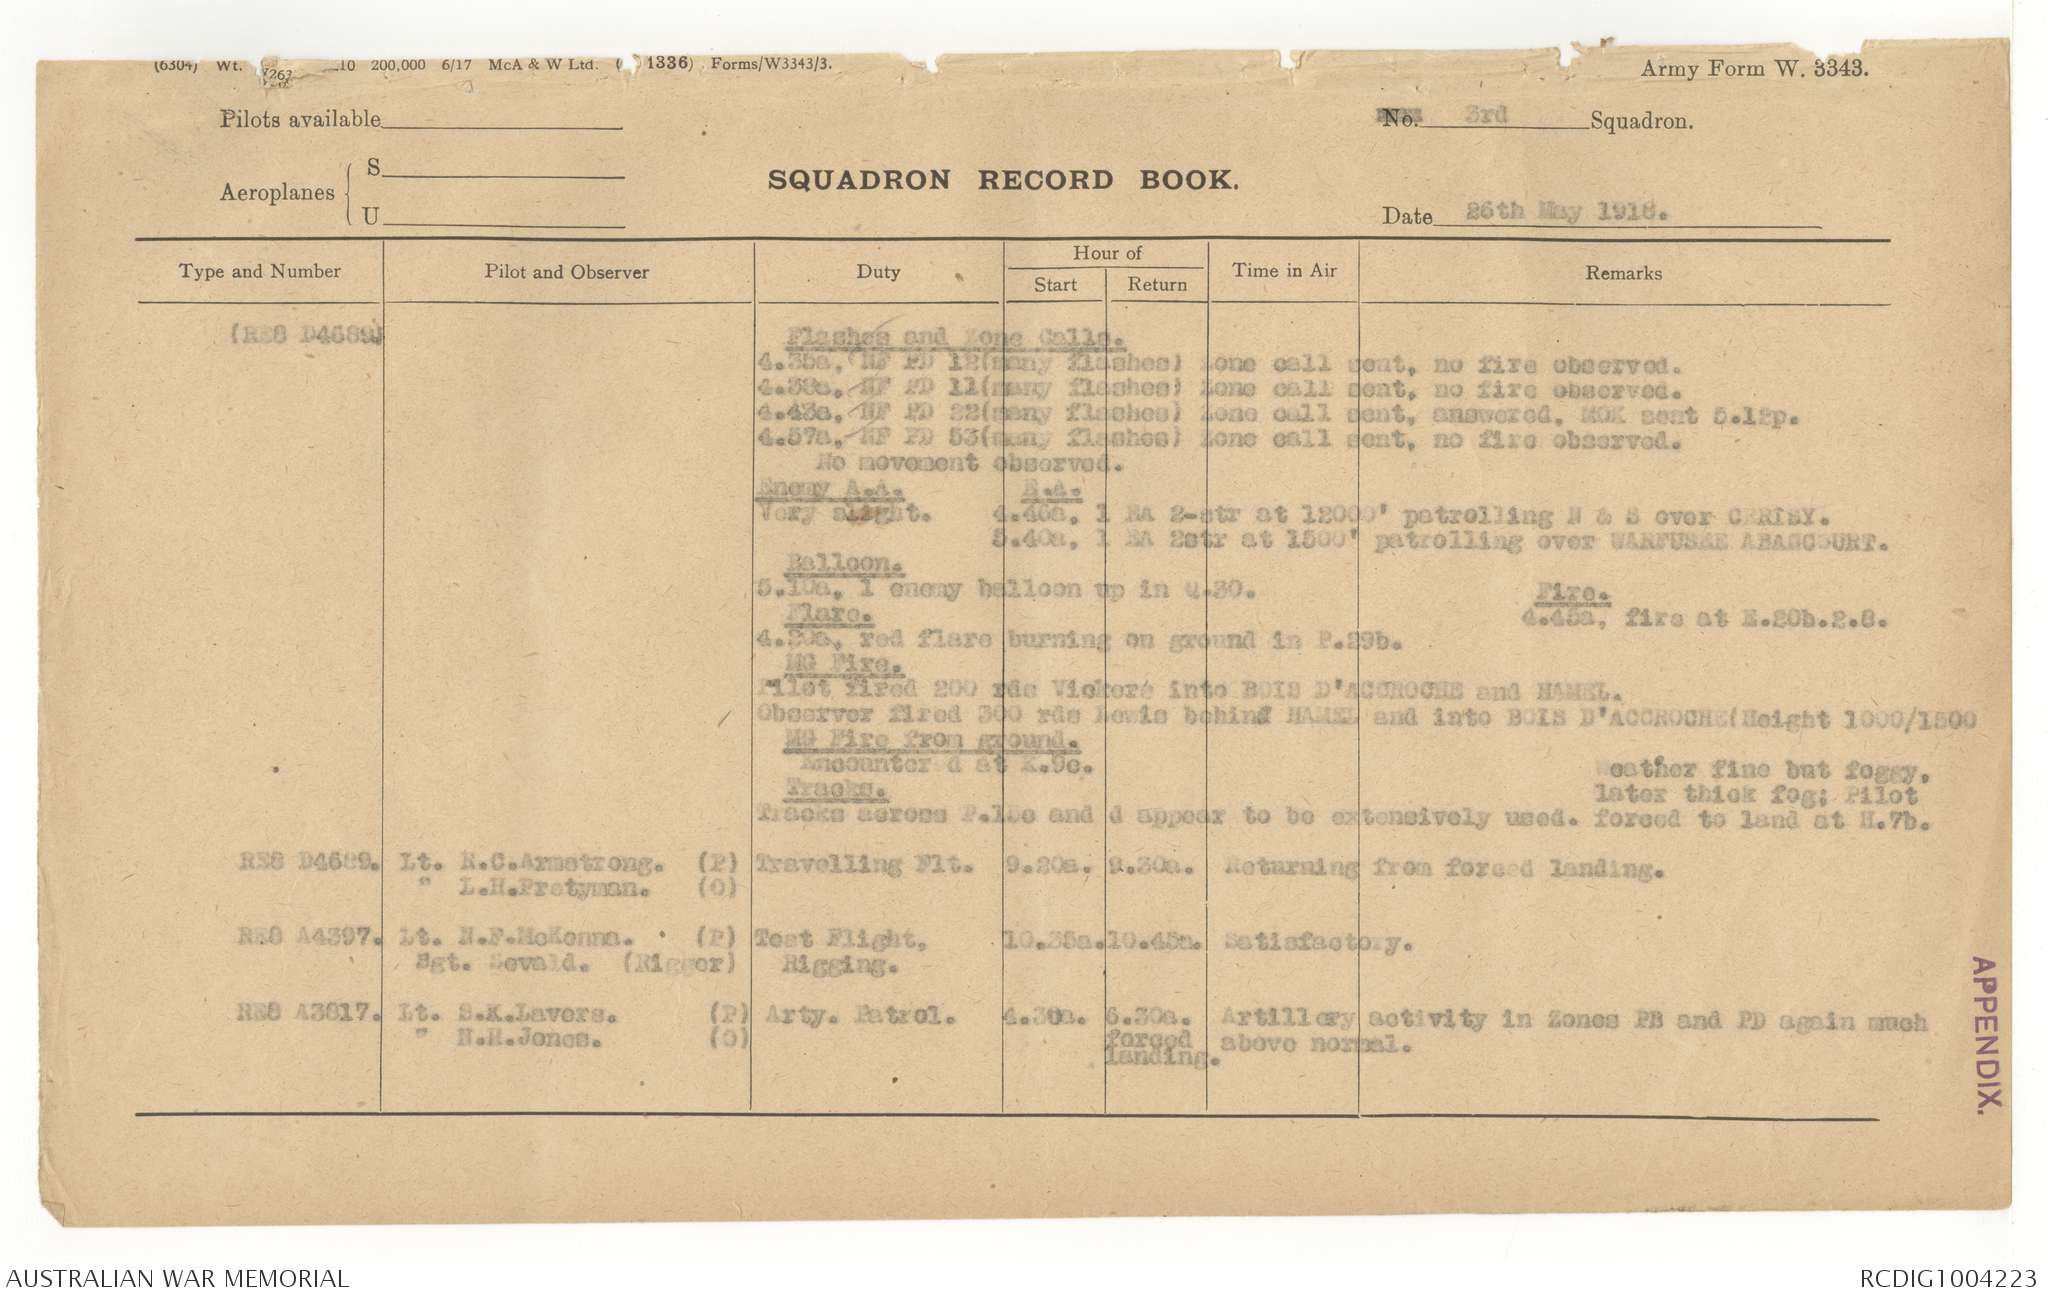 (6304) Wt. 10 200,000 6/17 McA & W Ltd. ( 1336) Forms/W3343/3.
Army Form W. 3343.
Pilots available
No. 3rd Squadron.
Aeroplanes { S
U
SQUADRON RECORD BOOK.
Date 26th May 1918.
Type and Number Pilot and Observer Duty Hour of Start Return Time in Air Remarks
(RE8 D4689) Flashes and Zone Calls.
4.35a, NF PD 12(many flashes) Zone call sent, no fire observed.
4.38a, NF PD 11(many flashes) Zone call sent, no fire observed.
4.43a, NF PD 22(many flashes) Zone call sent, answered, MOK sent 5.12p.
4.57a, NF PD 53(many flashes) Zone call sent, no fire observed.
No movement observed.
Enemy A.A. E.A.
Very slight. 4.46a, 1 EA 2-str at 12000' patrolling N & S over CERISY.
5.40a, 1 EA 2str at 1500' patrolling over WARFUSEE ABANCOURT.
Balloon.
5.10a, 1 enemy balloon up in Q.30. Fire.
Flare. 4.45a, fire at E.20b.2.8.
4.20a, red flare burning on ground in P.29b.
MG Fire.
Pilot fired 200 rds Vickers into BOIS D'ACCROCHE and HAMEL.
Observer fired 300 rds Lewis behind HAMEL and into BOIS D'ACCROCHE(Height 1000/1500
MG Fire from ground.
Encounter d at K.9c. Weather fine but foggy,
Tracks. later thick fog; Pilot
Tracks across P.15c and d appear to be extensively used. forced to land at H.7b.
RE8 D4689. Lt. R.C.Armstrong. (P) Travelling Flt. 9.20a. 9.30a. Returning from forced landing.
" L.H.Pretyman. (O)
RE8 A4397. Lt. N.F.McKenna. (P) Test Flight, 10.35a. 10.45a. Satisfactory.
Sgt. Sewald. (Rigger) Rigging.
RE8 A3817. Lt. S.K.Lavers. (P) Arty. Patrol. 4.30a. 6.30a. Artillery activity in Zones PB and PD again much
" N.H.Jones. (O) forced above normal.
landing.
APPENDIX.
AUSTRALIAN WAR MEMORIAL RCDIG1004223